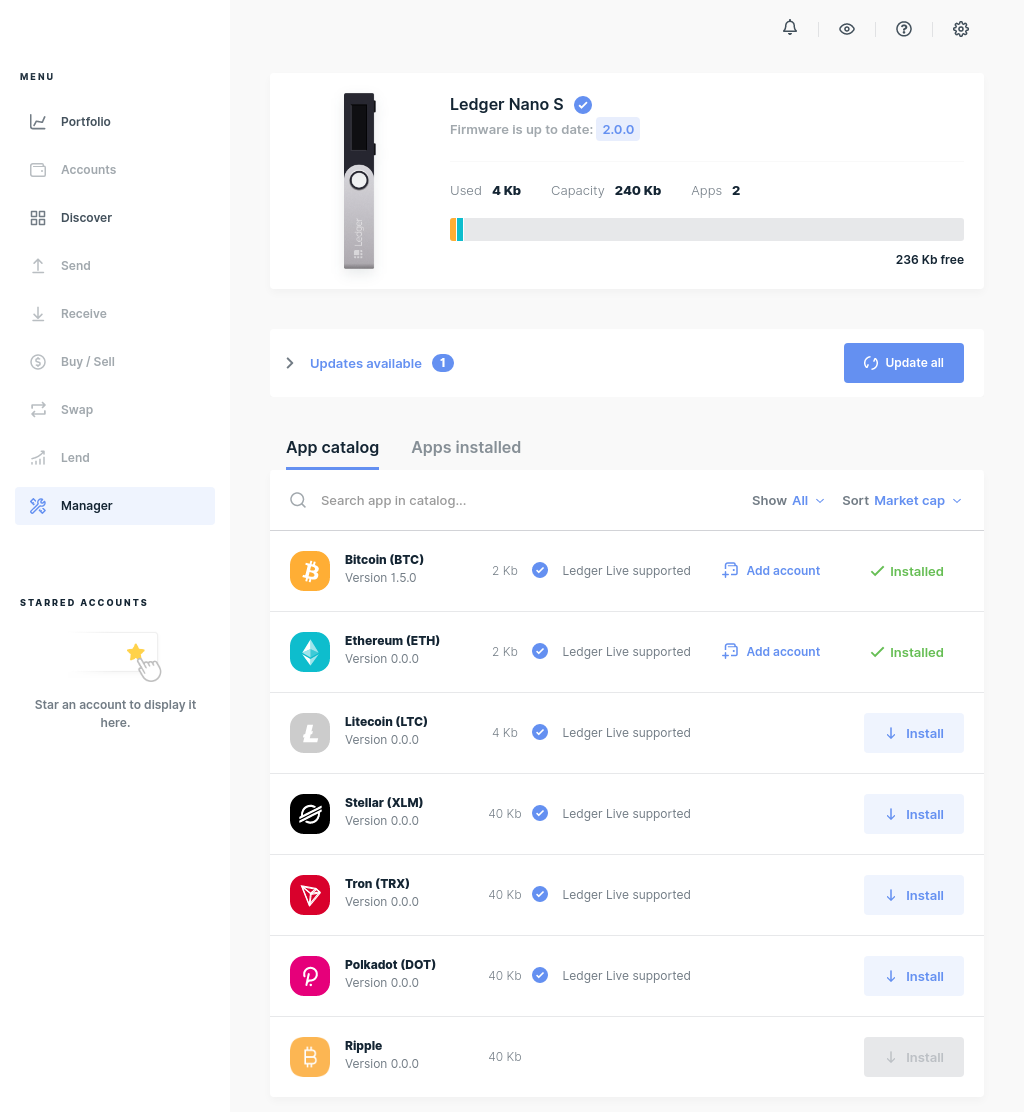 MENU
Portfolio
Accounts
Discover
Send
Receive
Buy / Sell
Swap
Lend
Manager
STARRED ACCOUNTS
Star an account to display it
here.
Ledger
Ledger Nano S
Firmware is up to date: 2.0.0
Used 4 Kb Capacity 240 Kb Apps 2
236 Kb free
Updates available 1 Update all
App catalog Apps installed
Search app in catalog... Show All Sort Market cap
Bitcoin (BTC)
Version 1.5.0
2 Kb Ledger Live supported Add account Installed
Ethereum (ETH)
Version 0.0.0
2 Kb Ledger Live supported Add account Installed
Litecoin (LTC)
Version 0.0.0
4 Kb Ledger Live supported Install
Stellar (XLM)
Version 0.0.0
40 Kb Ledger Live supported Install
Tron (TRX)
Version 0.0.0
40 Kb Ledger Live supported Install
Polkadot (DOT)
Version 0.0.0
40 Kb Ledger Live supported Install
Ripple
Version 0.0.0
40 Kb Install